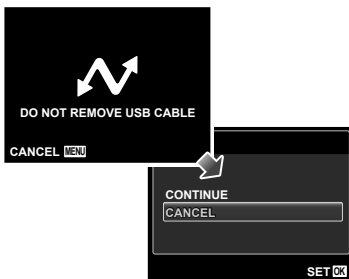 DO NOT REMOVE USB CABLE
CANCEL MENU
CONTINUE
CANCEL
SET OK